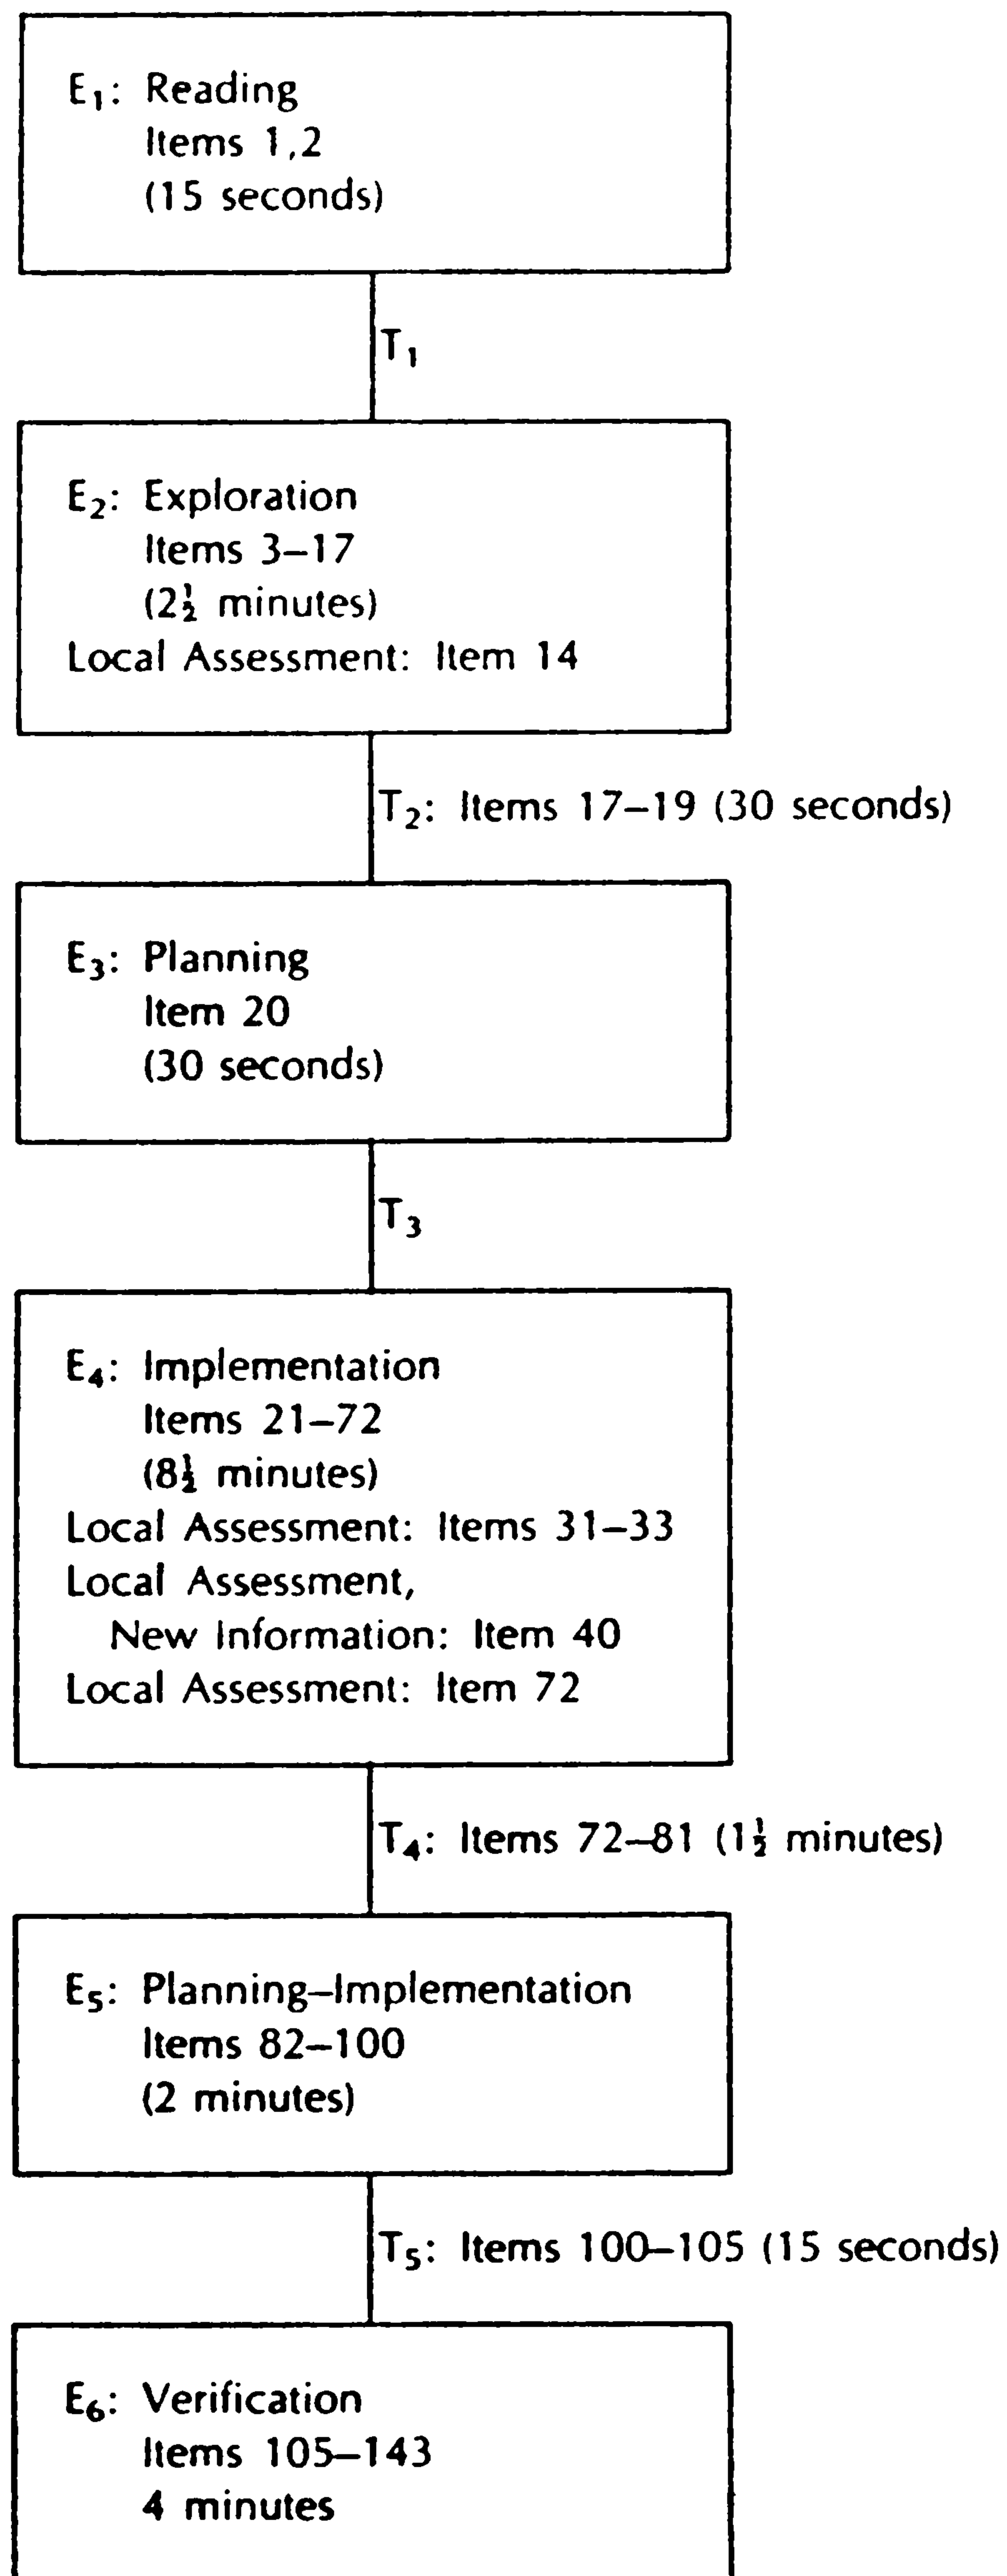 E₁: Reading
Items 1,2
(15 seconds)
T₁
E₂: Exploration
Items 3–17
(2½ minutes)
Local Assessment: Item 14
T₂: Items 17–19 (30 seconds)
E₃: Planning
Item 20
(30 seconds)
T₃
E₄: Implementation
Items 21–72
(8½ minutes)
Local Assessment: Items 31–33
Local Assessment,
New Information: Item 40
Local Assessment: Item 72
T₄: Items 72–81 (1½ minutes)
E₅: Planning–Implementation
Items 82–100
(2 minutes)
T₅: Items 100–105 (15 seconds)
E₆: Verification
Items 105–143
4 minutes